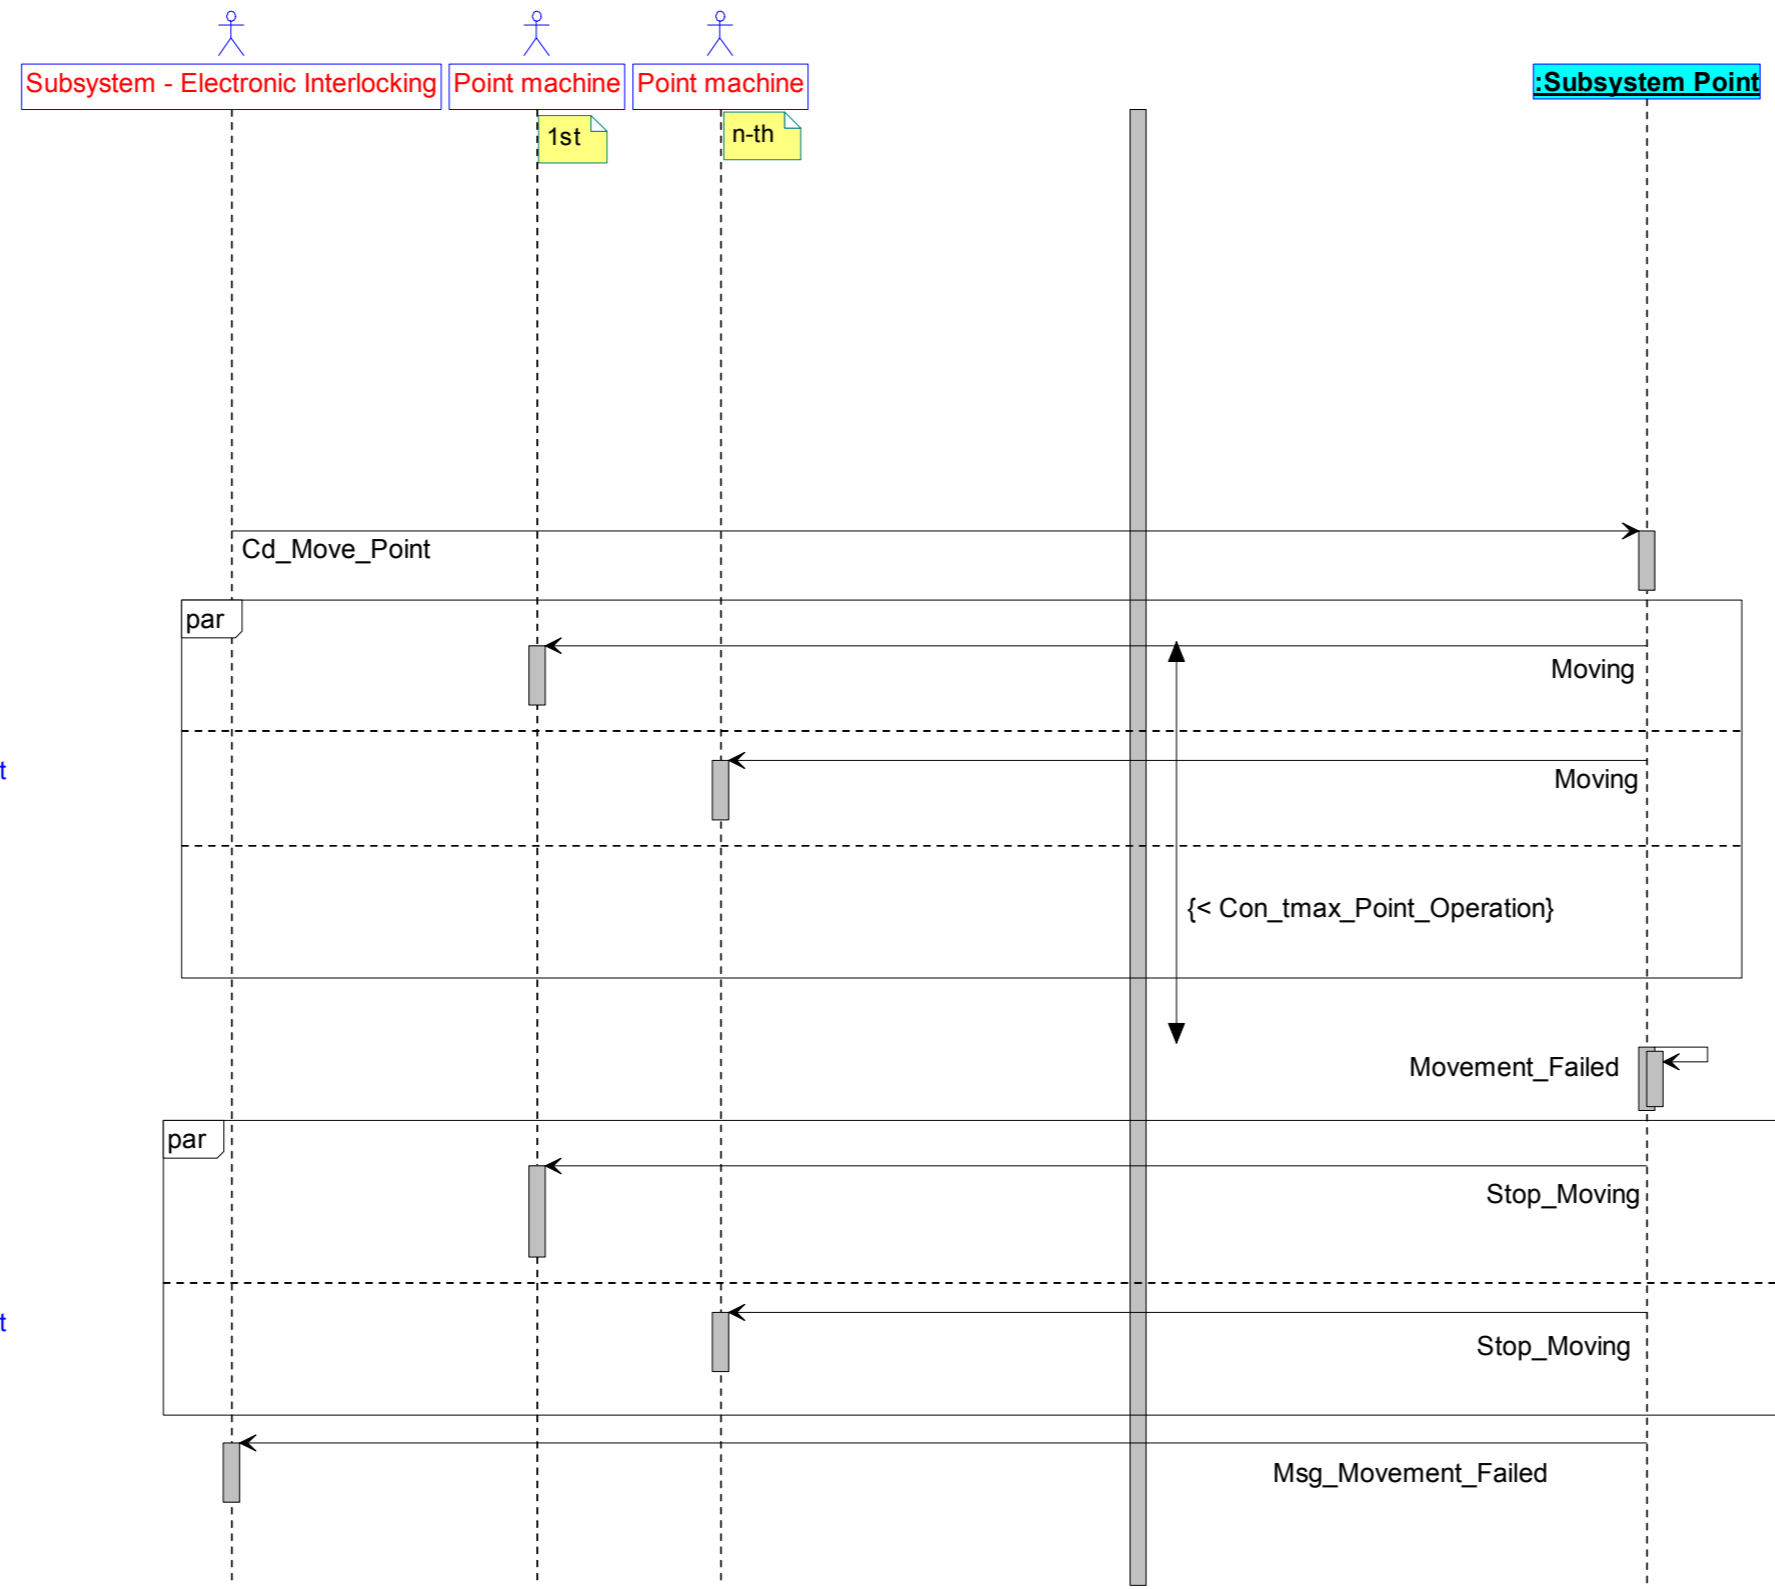 Subsystem - Electronic Interlocking
Point machine
Point machine
:Subsystem Point
1st
n-th
Cd_Move_Point
par
Moving
t
Moving
{< Con_tmax_Point_Operation}
Movement_Failed
par
Stop_Moving
t
Stop_Moving
Msg_Movement_Failed